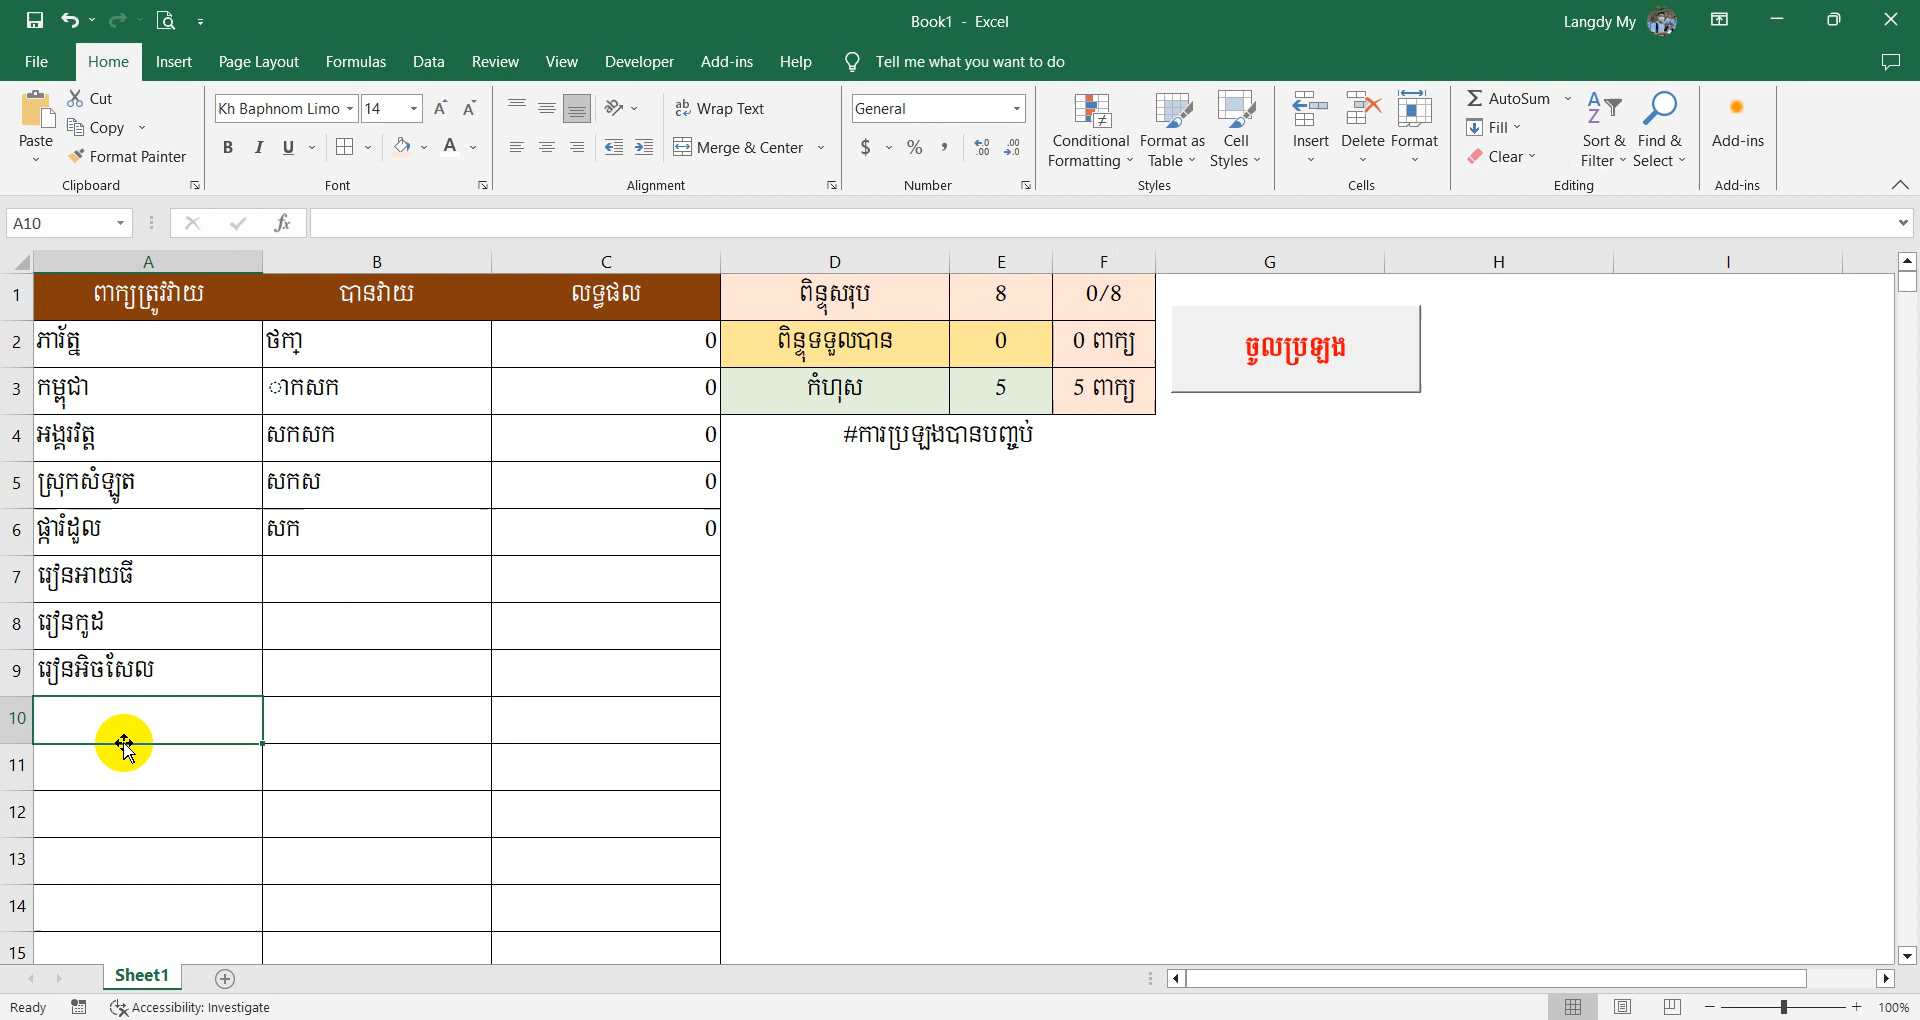 Book1 - Excel
Langdy My
File Home Insert Page Layout Formulas Data Review View Developer Add-ins Help Tell me what you want to do
Paste
Cut
Copy
Format Painter
Clipboard
Kh Baphnom Limo 14
B I U
Font
Wrap Text
Merge & Center
Alignment
General
$ % ,
Number
Conditional Formatting
Format as Table
Cell Styles
Styles
Insert
Delete
Format
Cells
AutoSum
Fill
Clear
Sort & Filter
Find & Select
Editing
Add-ins
Add-ins
A10
fx
A B C D E F G H I
1 ពាក្យត្រូវវាយ បានវាយ លទ្ធផល ពិន្ទុសរុប 8 0/8
2 ភារ័ត្ន ថកា្ 0 ពិន្ទុទទួលបាន 0 0 ពាក្យ
ចូលប្រឡង
3 កម្ពុជា ាកសក 0 កំហុស 5 5 ពាក្យ
4 អង្គរវត្ត សកសក 0 #ការប្រឡងបានបញ្ចប់
5 ស្រុកសំឡូត សកស 0
6 ផ្ការំដួល សក 0
7 រៀនអាយធី
8 រៀនកូដ
9 រៀនអិចសែល
10
11
12
13
14
15
Sheet1
Ready
Accessibility: Investigate
100%